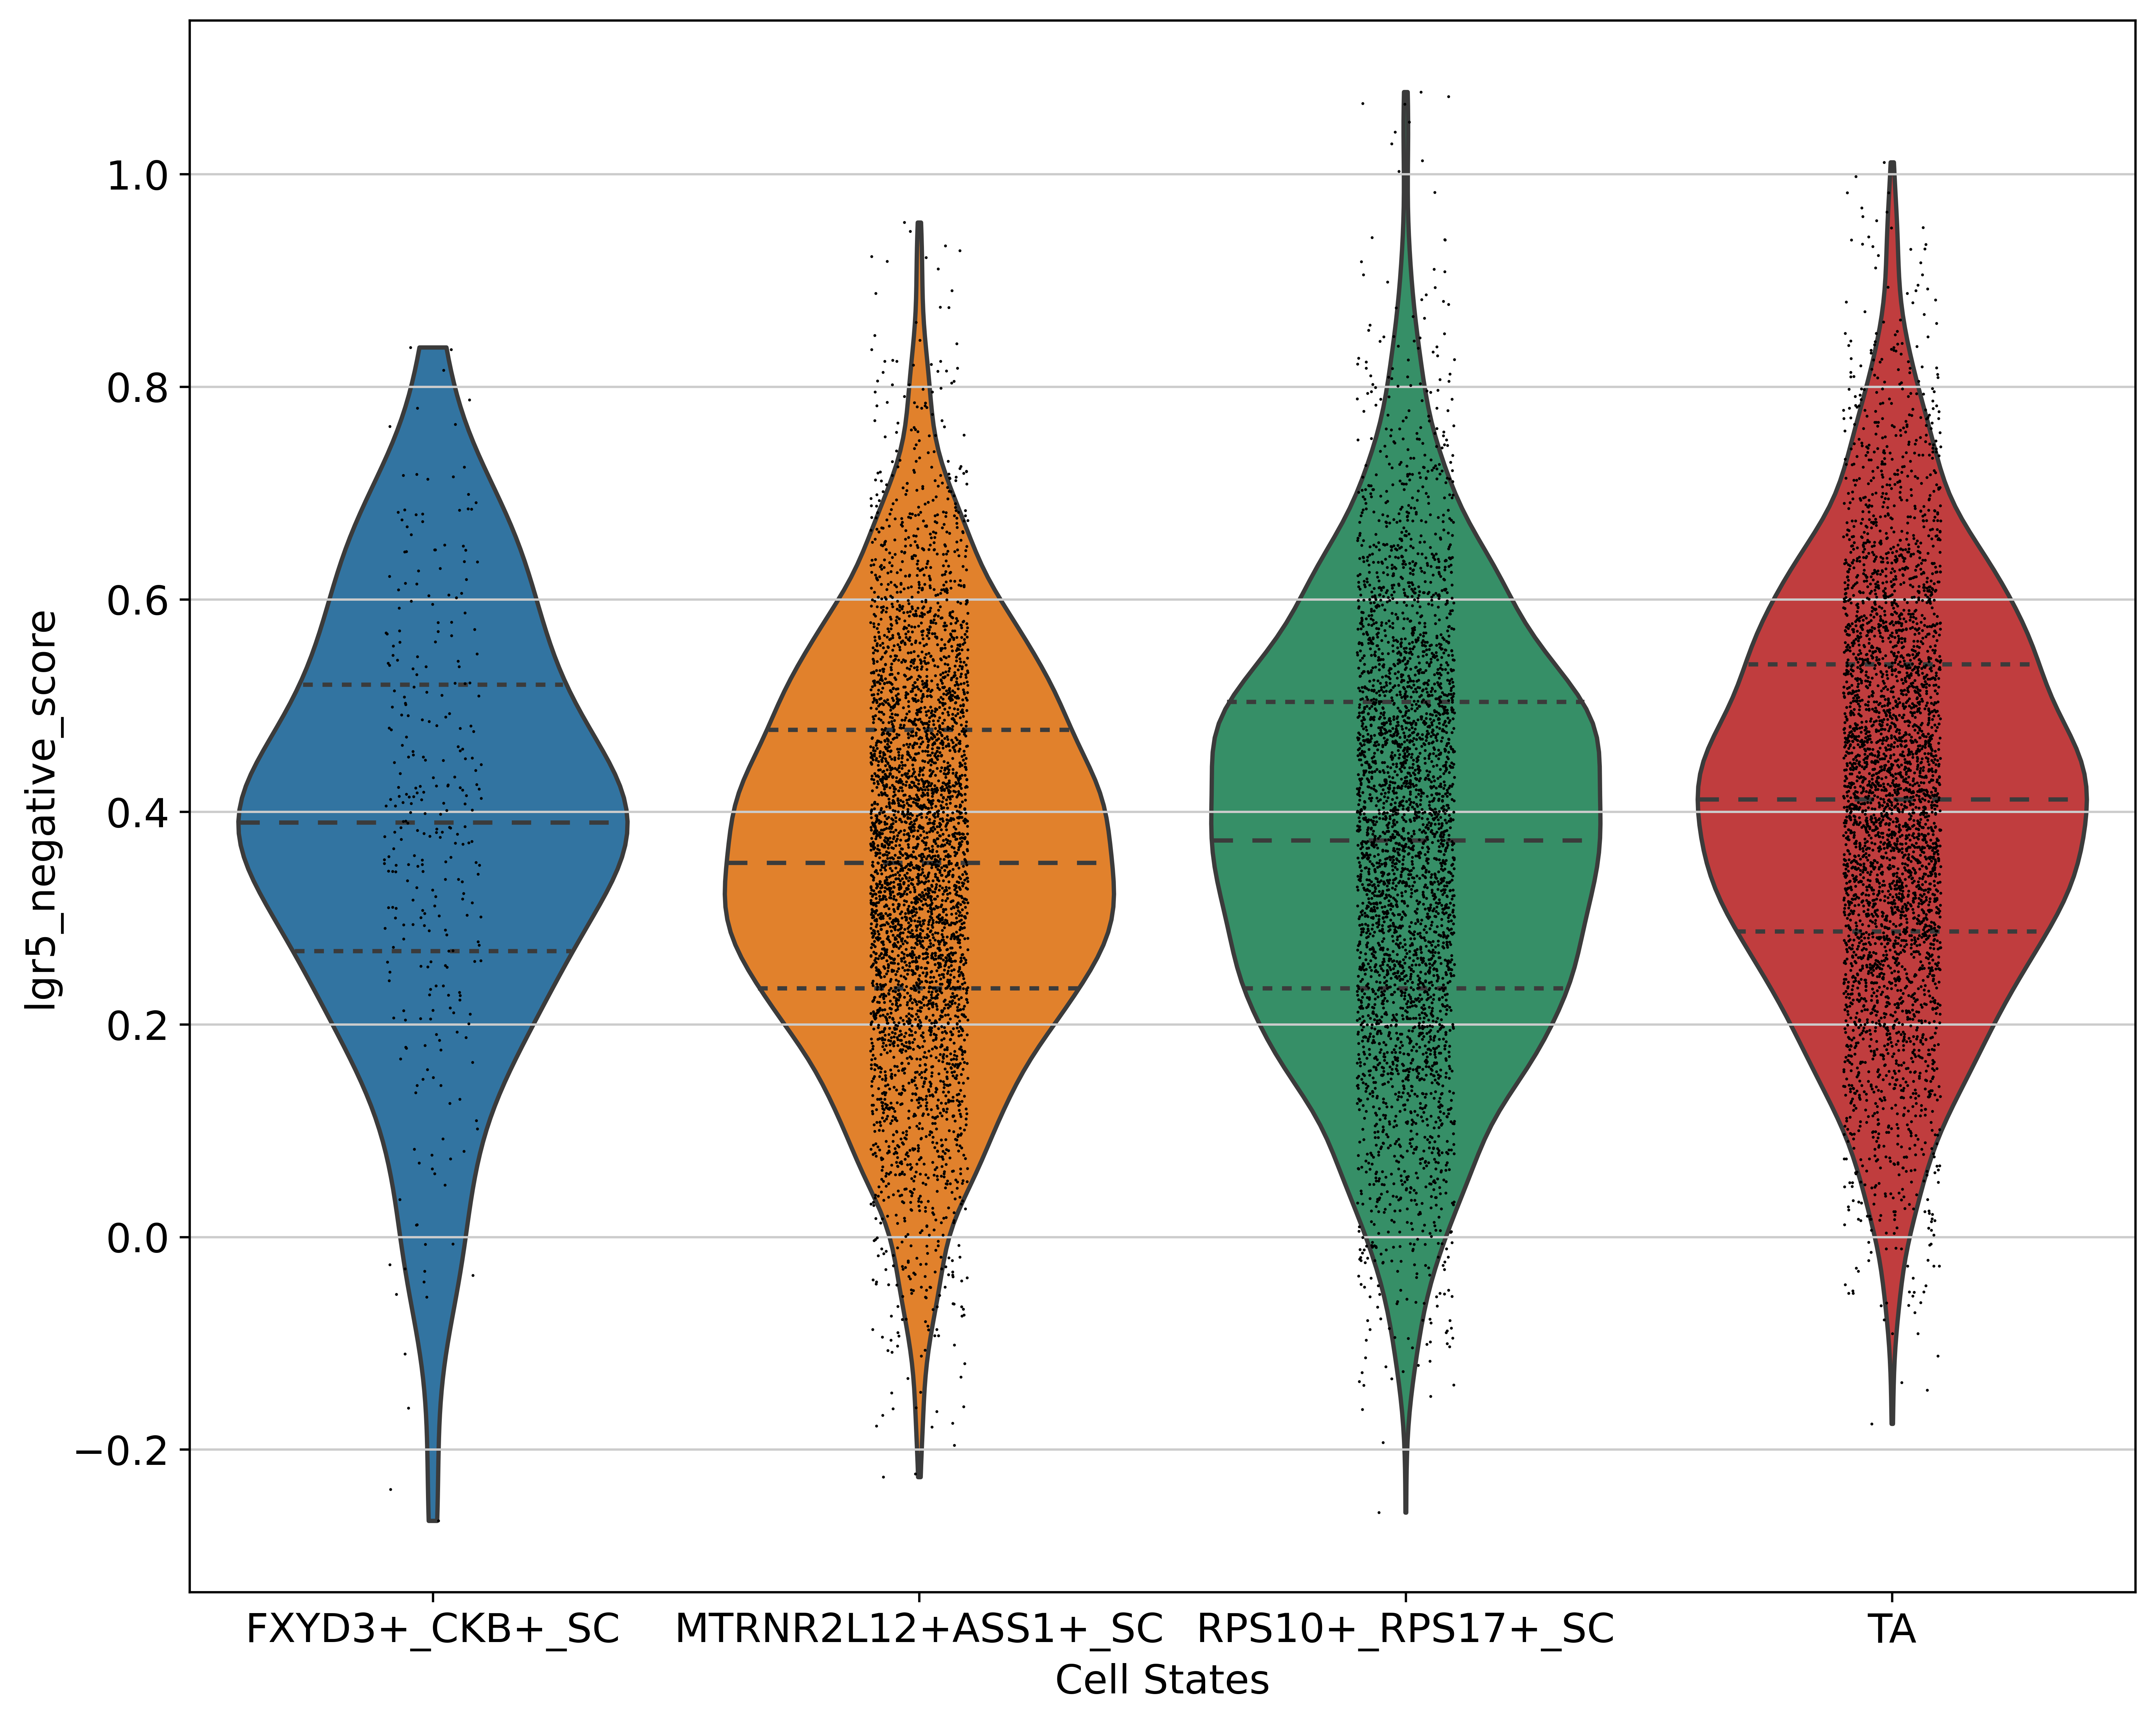 1.0
0.8
0.6
0.4
0.2
0.0
−0.2
lgr5_negative_score
FXYD3+_CKB+_SC
MTRNR2L12+ASS1+_SC
RPS10+_RPS17+_SC
TA
Cell States